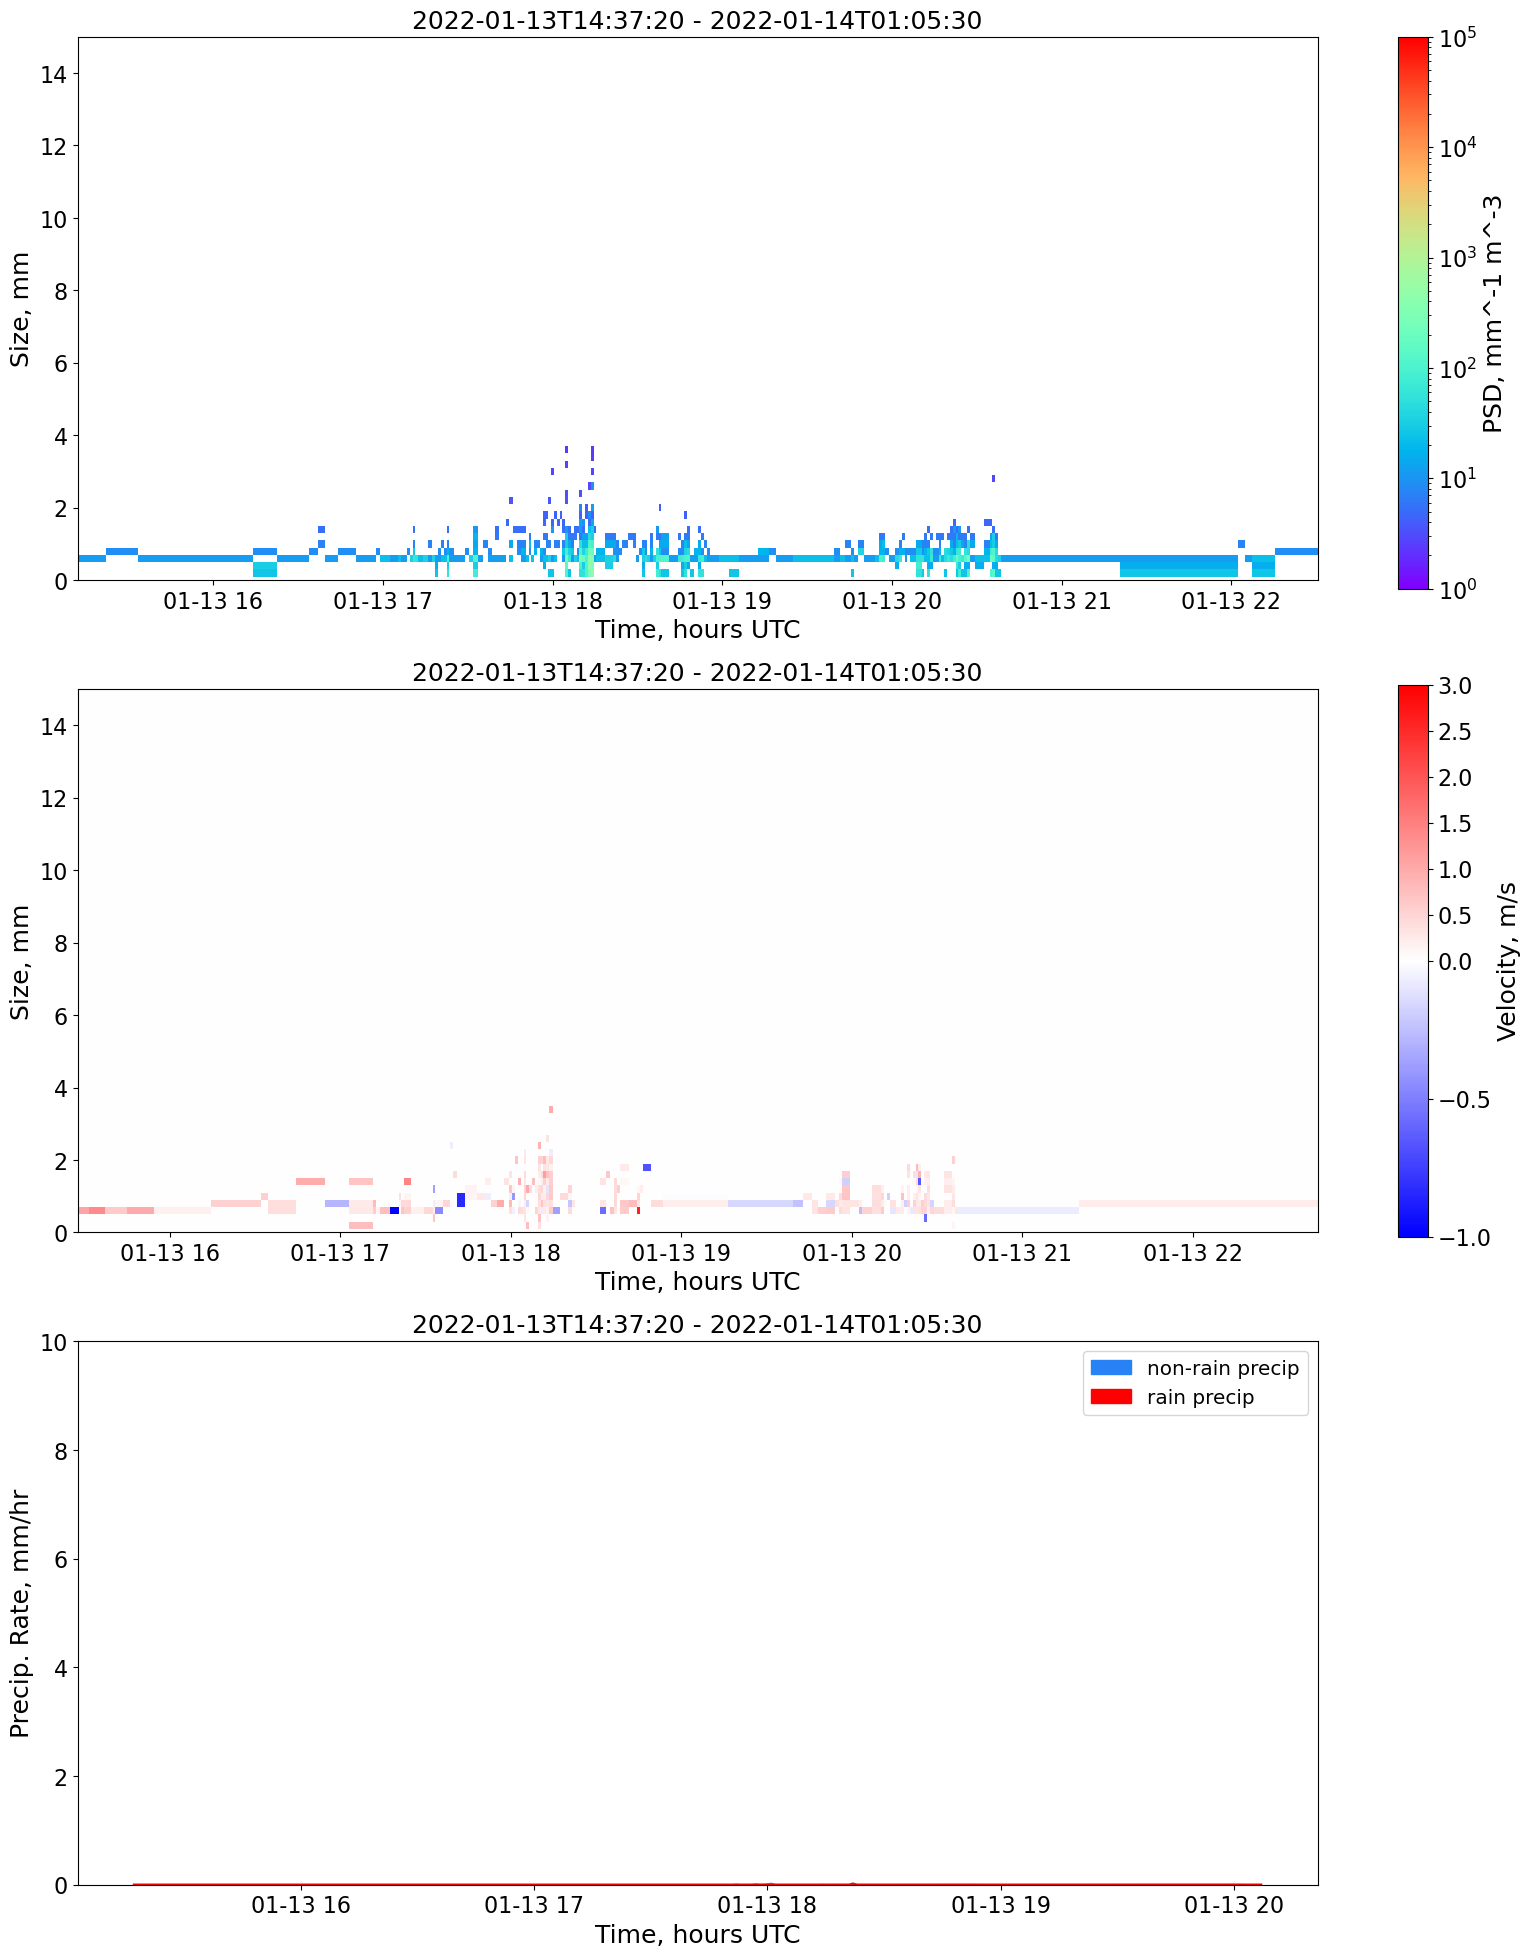 2022-01-13T14:37:20 - 2022-01-14T01:05:30
14
12
10
8
6
4
2
0
Size, mm
01-13 16 01-13 17 01-13 18 01-13 19 01-13 20 01-13 21 01-13 22
Time, hours UTC
10^5
10^4
10^3
10^2
10^1
10^0
PSD, mm^-1 m^-3
2022-01-13T14:37:20 - 2022-01-14T01:05:30
14
12
10
8
6
4
2
0
Size, mm
01-13 16 01-13 17 01-13 18 01-13 19 01-13 20 01-13 21 01-13 22
Time, hours UTC
3.0
2.5
2.0
1.5
1.0
0.5
0.0
−0.5
−1.0
Velocity, m/s
2022-01-13T14:37:20 - 2022-01-14T01:05:30
10
8
6
4
2
0
Precip. Rate, mm/hr
non-rain precip
rain precip
01-13 16 01-13 17 01-13 18 01-13 19 01-13 20
Time, hours UTC